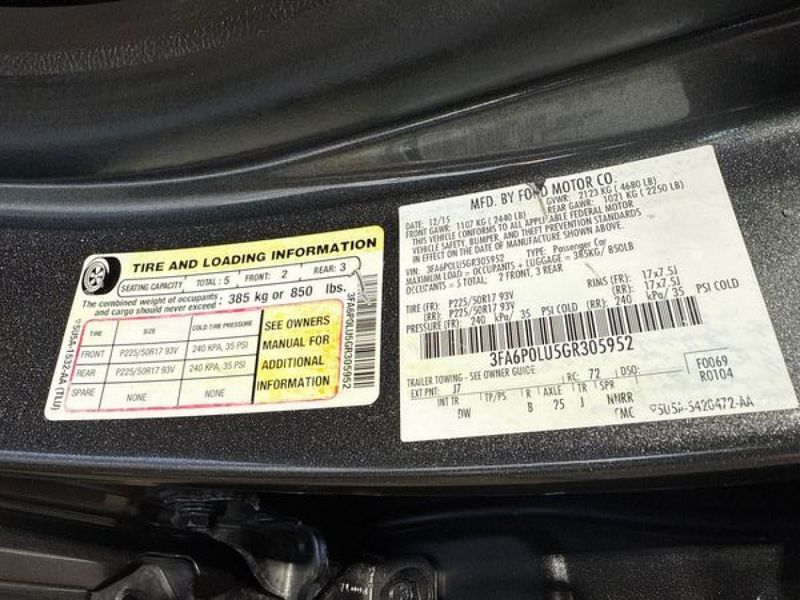 TIRE AND LOADING INFORMATION
SEATING CAPACITY TOTAL : 5 FRONT: 2 REAR: 3
The combined weight of occupants and cargo should never exceed : 385 kg or 850 lbs.
TIRE SIZE COLD TIRE PRESSURE
FRONT P225/50R17 93V 240 KPA, 35 PSI
REAR P225/50R17 93V 240 KPA, 35 PSI
SPARE NONE NONE
SEE OWNERS
MANUAL FOR
ADDITIONAL
INFORMATION
3FA6P0LU5GR305952
5U5A-1532-AA (TLU)
MFD. BY FORD MOTOR CO.
DATE: 12/15 GVWR: 2123 KG ( 4680 LB)
FRONT GAWR: 1107 KG (2440 LB) REAR GAWR: 1021 KG ( 2250 LB)
THIS VEHICLE CONFORMS TO ALL APPLICABLE FEDERAL MOTOR
VEHICLE SAFETY, BUMPER, AND THEFT PREVENTION STANDARDS
IN EFFECT ON THE DATE OF MANUFACTURE SHOWN ABOVE.
VIN: 3FA6P0LU5GR305952 TYPE: Passenger Car
MAXIMUM LOAD = OCCUPANTS + LUGGAGE = 385KG/ 850LB
OCCUPANTS = 5 TOTAL; 2 FRONT, 3 REAR
TIRE (FR): P225/50R17 93V RIMS (FR): 17x7.5J
(RR): P225/50R17 93V (RR): 17x7.5J
PRESSURE (FR): 240 kPa/ 35 PSI COLD (RR): 240 kPa/ 35 PSI COLD
3FA6P0LU5GR305952
TRAILER TOWING - SEE OWNER GUIDE
F0069
R0104
EXT PNT: J7 RC: 72 DSO:
INT TR TP/PS R AXLE TR SPR
DW B 25 J NNRR
5U5A-5420472-AA